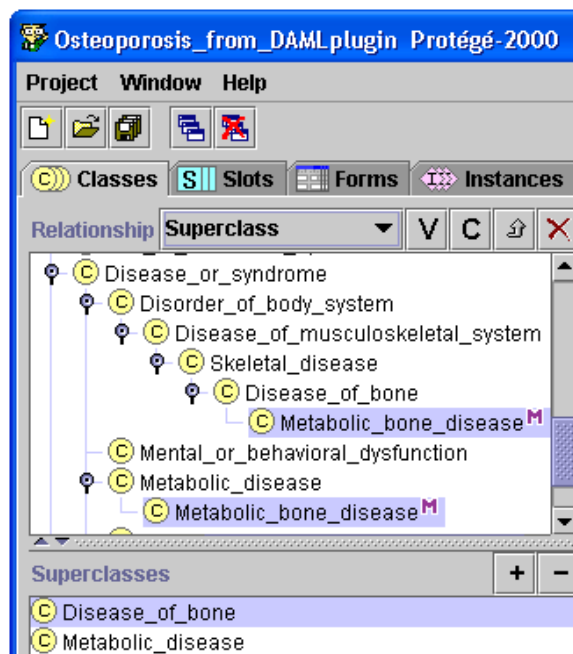 Osteoporosis_from_DAMLplugin Protégé-2000
Project Window Help
C Classes S Slots Forms I Instances
Relationship Superclass V C
C Disease_or_syndrome
C Disorder_of_body_system
C Disease_of_musculoskeletal_system
C Skeletal_disease
C Disease_of_bone
C Metabolic_bone_disease M
C Mental_or_behavioral_dysfunction
C Metabolic_disease
C Metabolic_bone_disease M
Superclasses + −
C Disease_of_bone
C Metabolic_disease